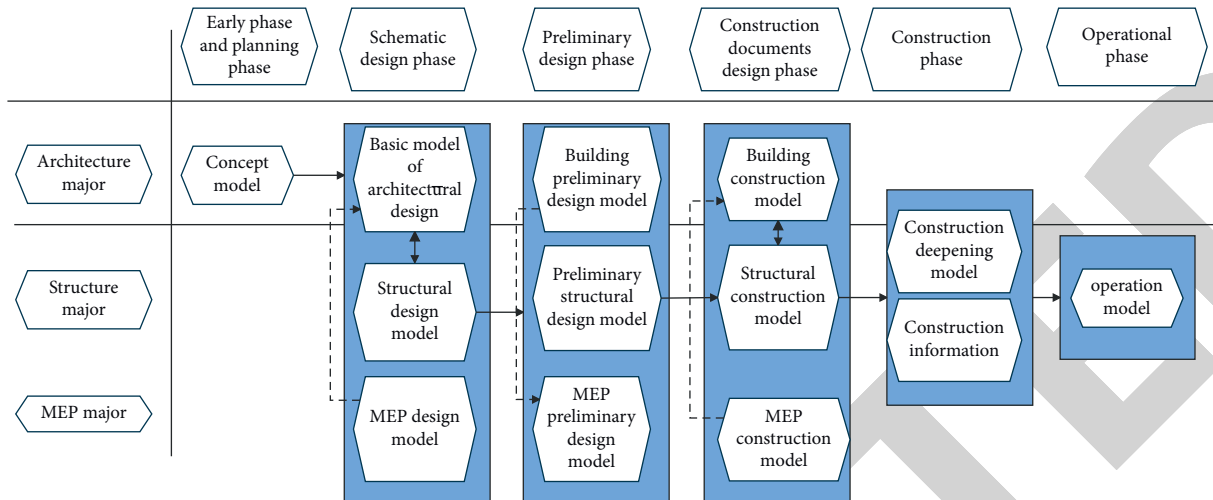 Early phase
and planning
phase
Schematic
design phase
Preliminary
design phase
Construction
documents
design phase
Construction
phase
Operational
phase
Architecture
major
Concept
model
Basic model
of
architectural
design
Building
preliminary
design model
Building
construction
model
Structure
major
Structural
design
model
Preliminary
structural
design model
Structural
construction
model
Construction
deepening
model
Construction
information
operation
model
MEP major
MEP design
model
MEP
preliminary
design
model
MEP
construction
model